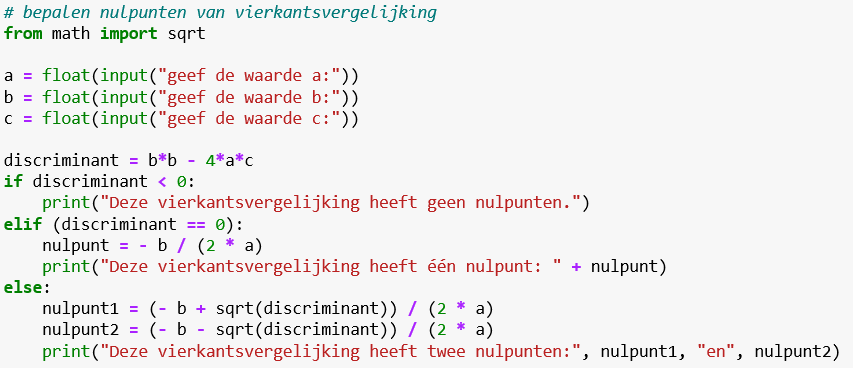 # bepalen nulpunten van vierkantsvergelijking
from math import sqrt

a = float(input("geef de waarde a:"))
b = float(input("geef de waarde b:"))
c = float(input("geef de waarde c:"))

discriminant = b*b - 4*a*c
if discriminant < 0:
    print("Deze vierkantsvergelijking heeft geen nulpunten.")
elif (discriminant == 0):
    nulpunt = - b / (2 * a)
    print("Deze vierkantsvergelijking heeft één nulpunt: " + nulpunt)
else:
    nulpunt1 = (- b + sqrt(discriminant)) / (2 * a)
    nulpunt2 = (- b - sqrt(discriminant)) / (2 * a)
    print("Deze vierkantsvergelijking heeft twee nulpunten:", nulpunt1, "en", nulpunt2)